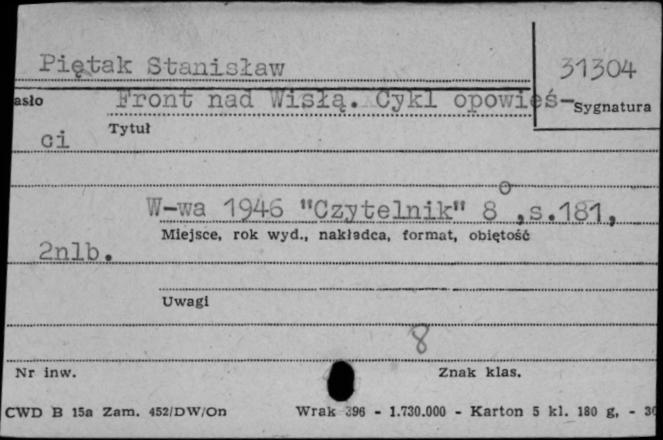 Piętak Stanisław
31304
asło
Front nad Wisłą. Cykl opowieś-
Sygnatura
Tytuł
ci
W-wa 1946 "Czytelnik" 8°, s.181,
Miejsce, rok wyd., nakładca, format, obiętość
2nlb.
Uwagi
8
Nr inw.
Znak klas.
CWD B 15a Zam. 452/DW/On Wrak 396 - 1.730.000 - Karton 5 kl. 180 g, - 30